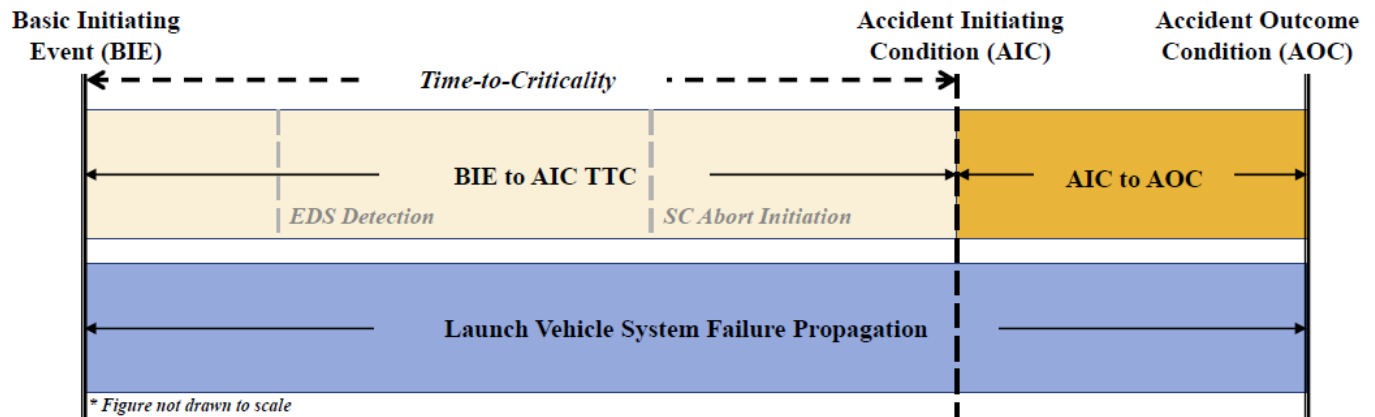 Basic Initiating
Event (BIE)
Accident Initiating
Condition (AIC)
Accident Outcome
Condition (AOC)
Time-to-Criticality
BIE to AIC TTC
AIC to AOC
EDS Detection
SC Abort Initiation
Launch Vehicle System Failure Propagation
* Figure not drawn to scale